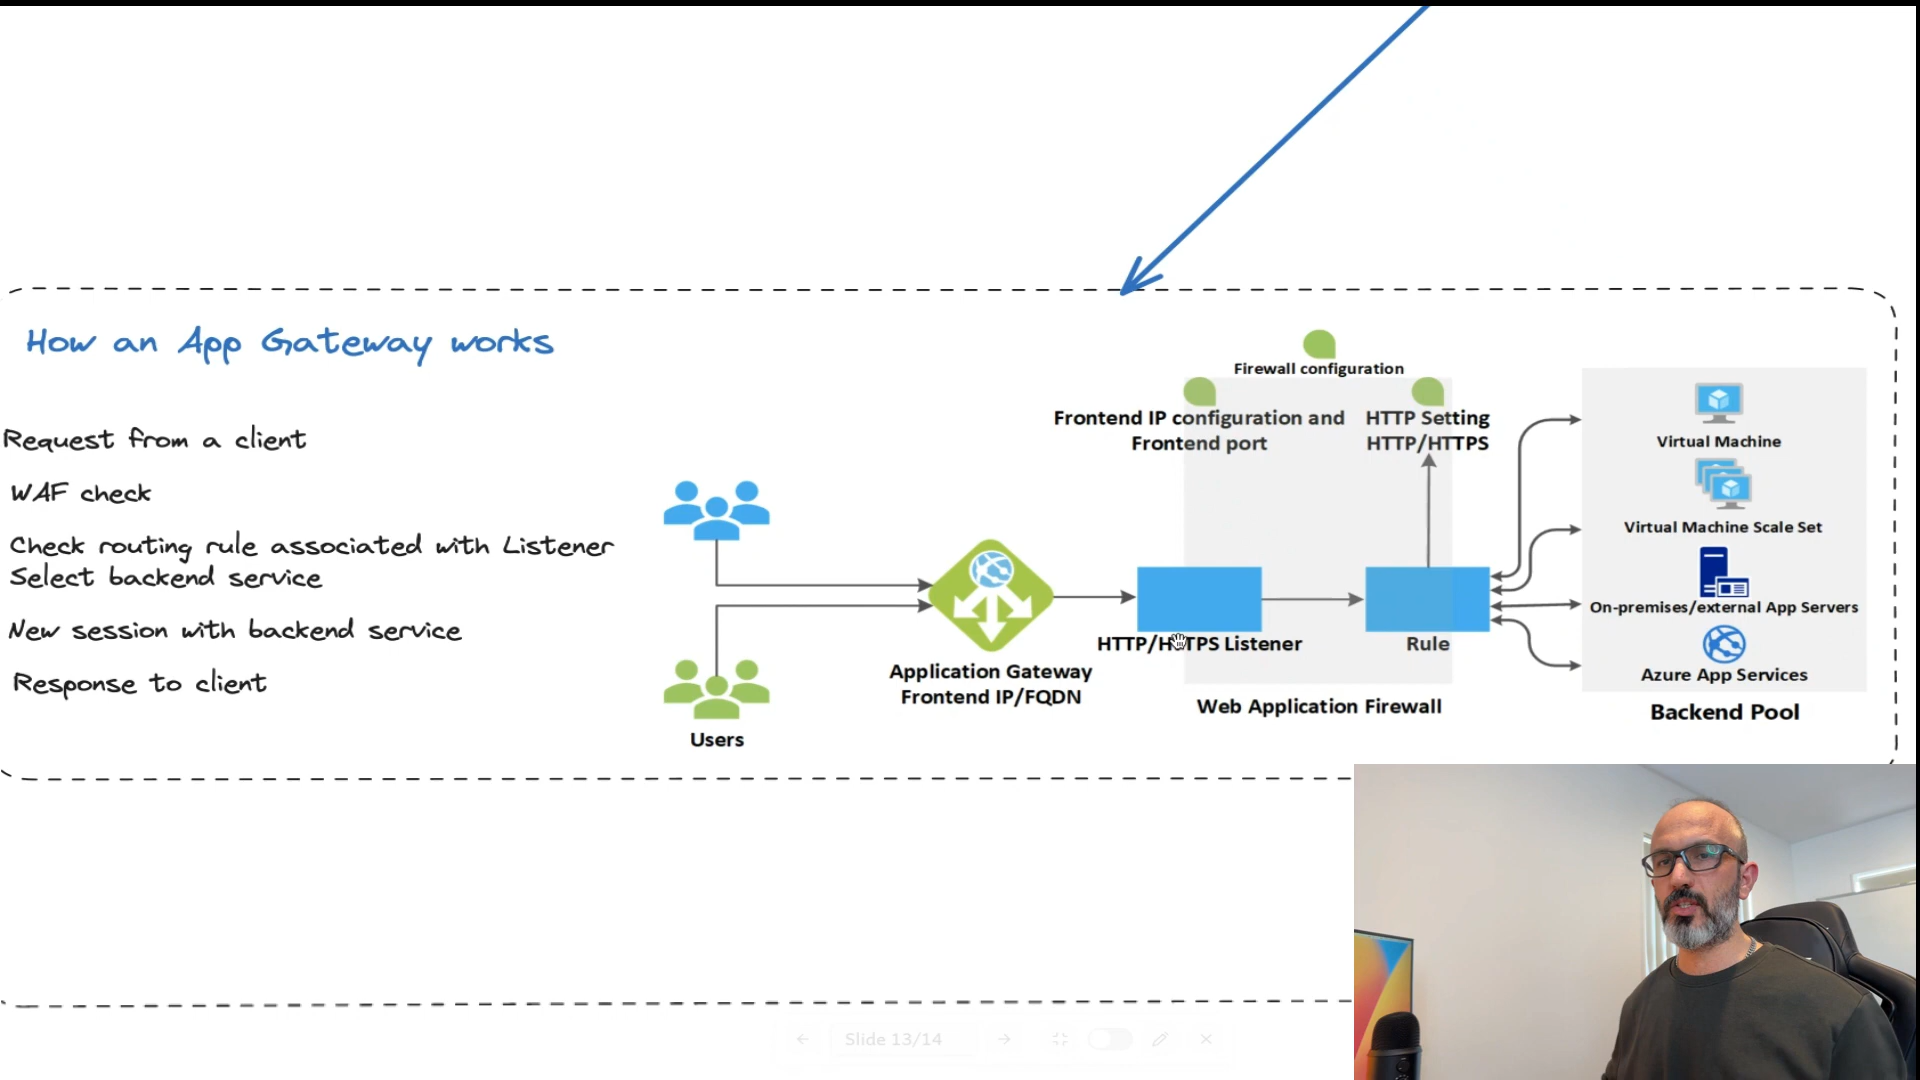 How an App Gateway works
Request from a client
WAF check
Check routing rule associated with Listener
Select backend service
New session with backend service
Response to client
Users
Application Gateway
Frontend IP/FQDN
Firewall configuration
Frontend IP configuration and
Frontend port
HTTP Setting
HTTP/HTTPS
HTTP/HTTPS Listener
Rule
Web Application Firewall
Virtual Machine
Virtual Machine Scale Set
On-premises/external App Servers
Azure App Services
Backend Pool
Slide 13/14